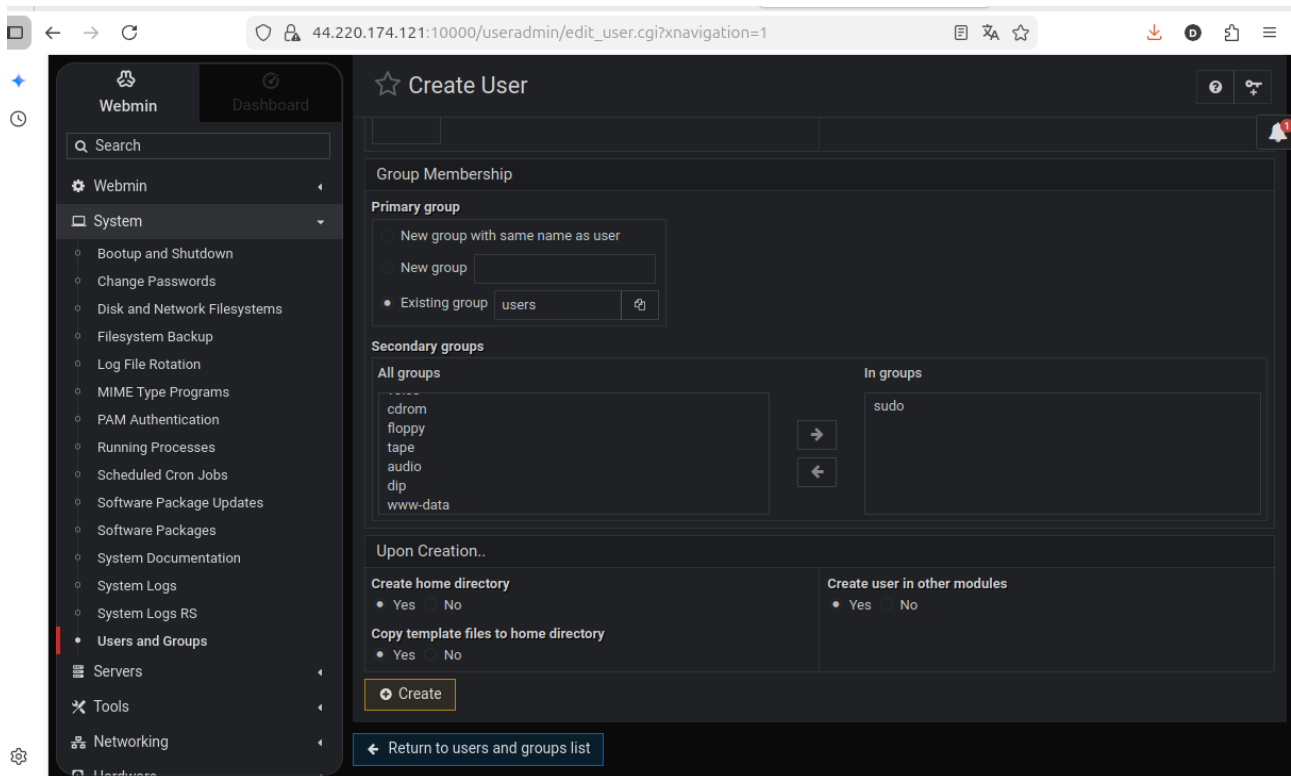 44.220.174.121:10000/useradmin/edit_user.cgi?xnavigation=1
Webmin
Dashboard
Search
Webmin
System
Bootup and Shutdown
Change Passwords
Disk and Network Filesystems
Filesystem Backup
Log File Rotation
MIME Type Programs
PAM Authentication
Running Processes
Scheduled Cron Jobs
Software Package Updates
Software Packages
System Documentation
System Logs
System Logs RS
Users and Groups
Servers
Tools
Networking
Hardware
Create User
1
Group Membership
Primary group
New group with same name as user
New group
Existing group users
Secondary groups
All groups
In groups
cdrom
floppy
tape
audio
dip
www-data
sudo
Upon Creation..
Create home directory
Yes No
Create user in other modules
Yes No
Copy template files to home directory
Yes No
Create
Return to users and groups list
D